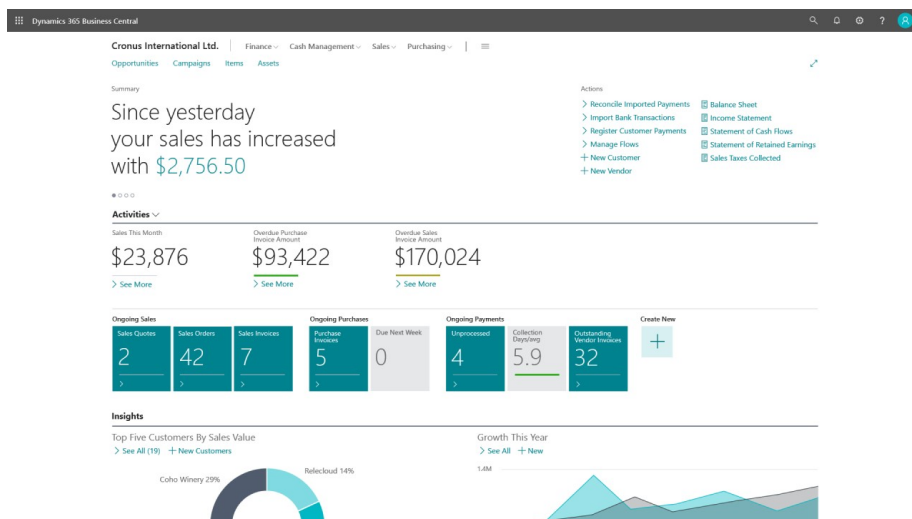 Dynamics 365 Business Central
?
Cronus International Ltd. Finance Cash Management Sales Purchasing
Opportunities Campaigns Items Assets
Summary
Since yesterday
your sales has increased
with $2,756.50
Actions
Reconcile Imported Payments
Import Bank Transactions
Register Customer Payments
Manage Flows
+ New Customer
+ New Vendor
Balance Sheet
Income Statement
Statement of Cash Flows
Statement of Retained Earnings
Sales Taxes Collected
Activities
Sales This Month
$23,876
> See More
Overdue Purchase
Invoice Amount
$93,422
> See More
Overdue Sales
Invoice Amount
$170,024
> See More
Ongoing Sales
Sales Quotes
2
Sales Orders
42
Sales Invoices
7
Ongoing Purchases
Purchase
Invoices
5
Due Next Week
0
Ongoing Payments
Unprocessed
4
Collection
Days/avg
5.9
Outstanding
Vendor Invoices
32
Create New
+
Insights
Top Five Customers By Sales Value
> See All (19) + New Customers
Coho Winery 29%
Relecloud 14%
Growth This Year
> See All + New
1.4M